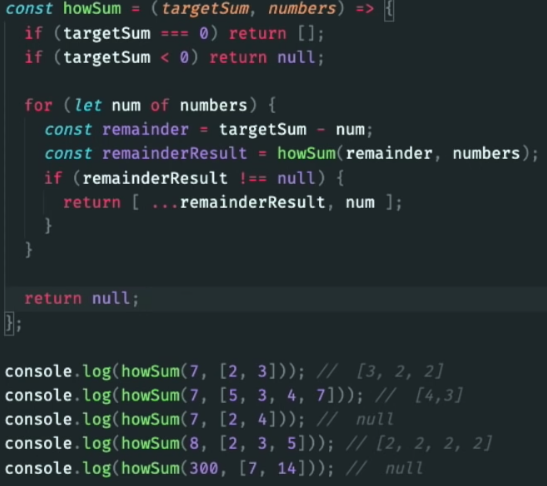 const howSum = (targetSum, numbers) => {
  if (targetSum === 0) return [];
  if (targetSum < 0) return null;

  for (let num of numbers) {
    const remainder = targetSum - num;
    const remainderResult = howSum(remainder, numbers);
    if (remainderResult !== null) {
      return [ ...remainderResult, num ];
    }
  }

  return null;
};

console.log(howSum(7, [2, 3])); //  [3, 2, 2]
console.log(howSum(7, [5, 3, 4, 7])); //  [4,3]
console.log(howSum(7, [2, 4])); //  null
console.log(howSum(8, [2, 3, 5])); // [2, 2, 2, 2]
console.log(howSum(300, [7, 14])); //  null